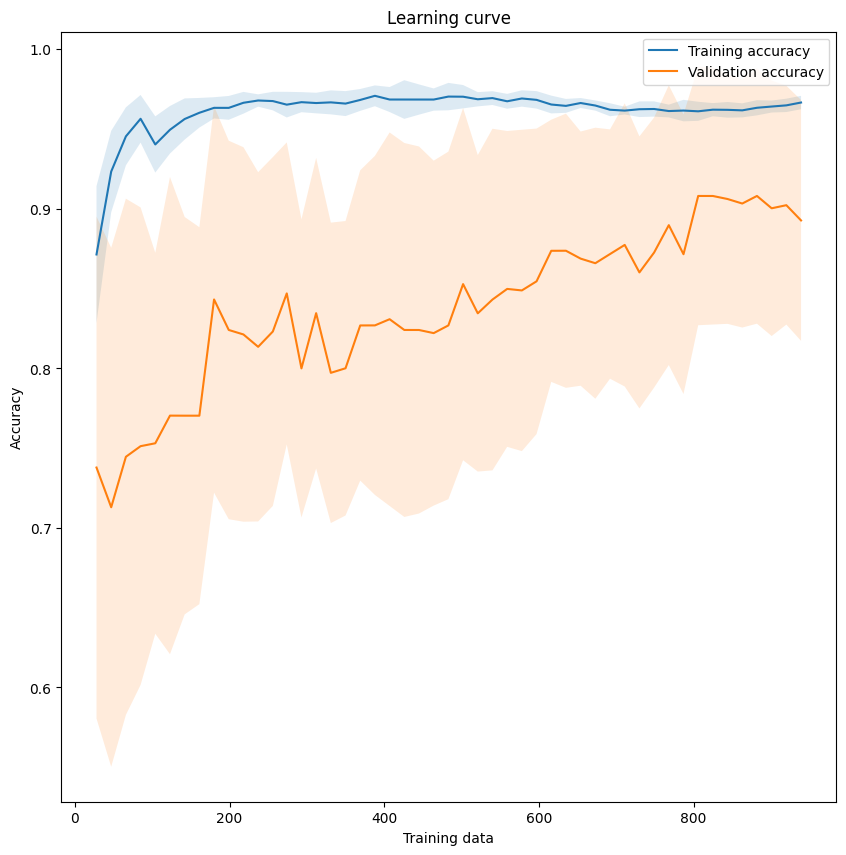 Learning curve
Training accuracy
Validation accuracy
1.0
0.9
0.8
0.7
0.6
Accuracy
0
200
400
600
800
Training data